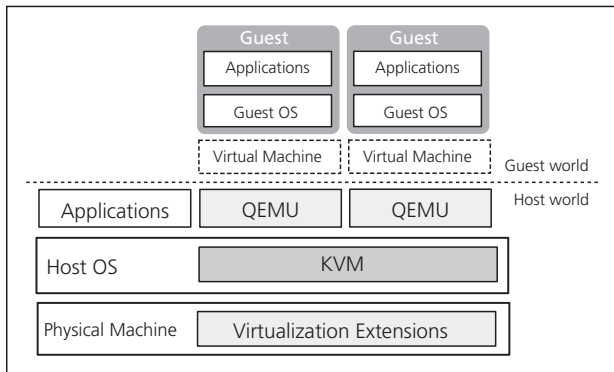 Guest Guest
Applications Applications
Guest OS Guest OS
Virtual Machine Virtual Machine
Guest world
Host world
Applications QEMU QEMU
Host OS KVM
Physical Machine Virtualization Extensions